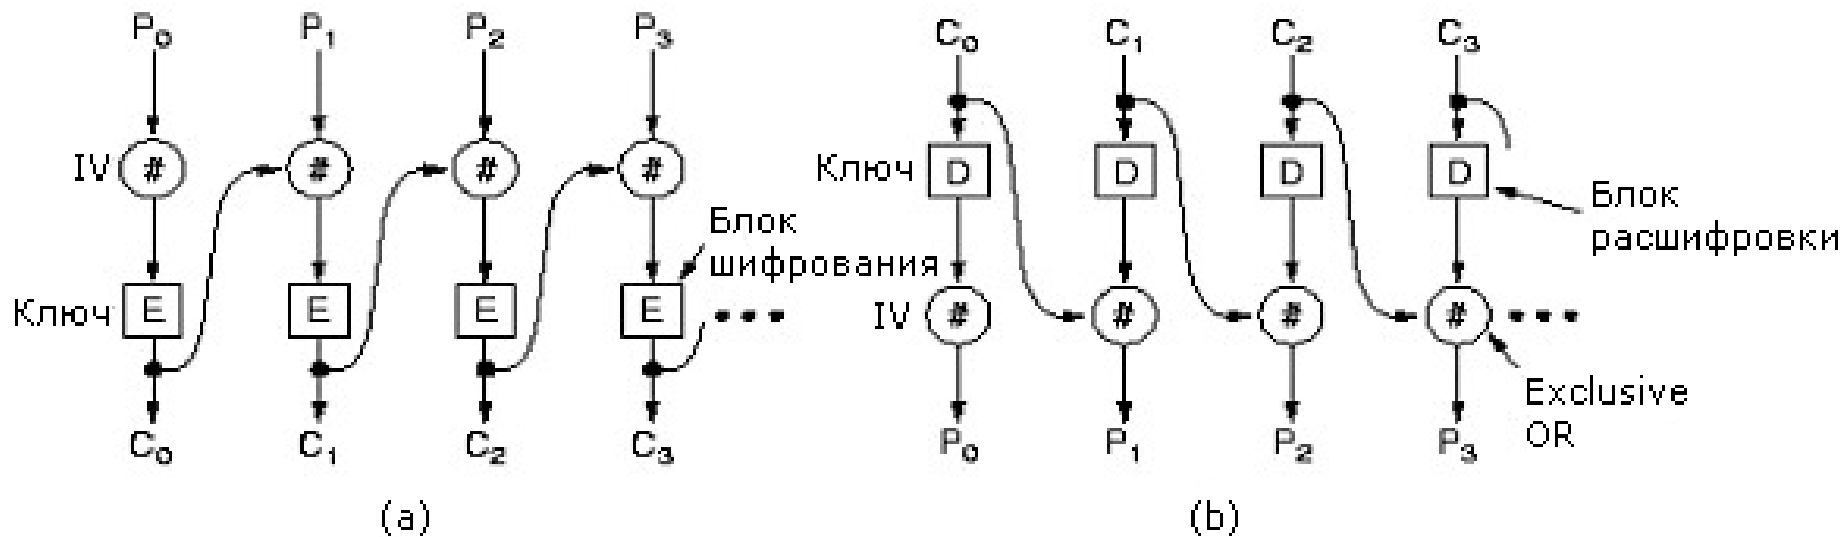 P₀ P₁ P₂ P₃
IV # # # #
Блок
шифрования
Ключ E E E E
C₀ C₁ C₂ C₃
(a)
C₀ C₁ C₂ C₃
Ключ D D D D
Блок
расшифровки
IV # # # #
Exclusive
OR
P₀ P₁ P₂ P₃
(b)